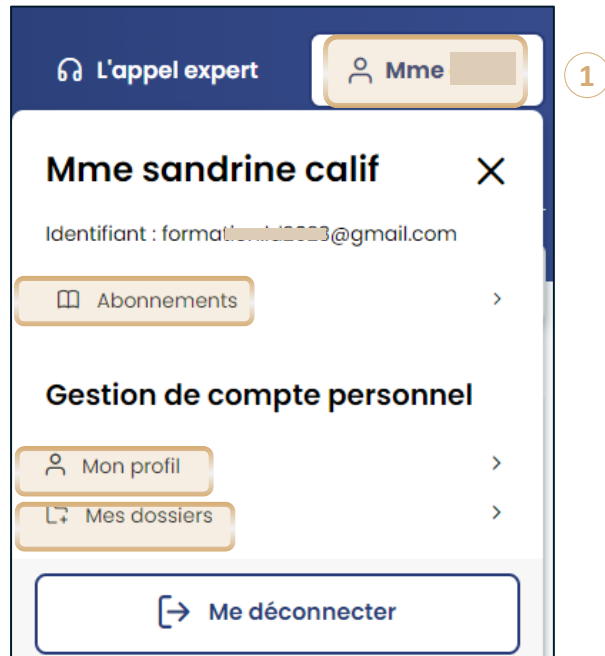 L'appel expert
Mme
1
Mme sandrine calif
Identifiant : format @gmail.com
Abonnements
Gestion de compte personnel
Mon profil
Mes dossiers
Me déconnecter